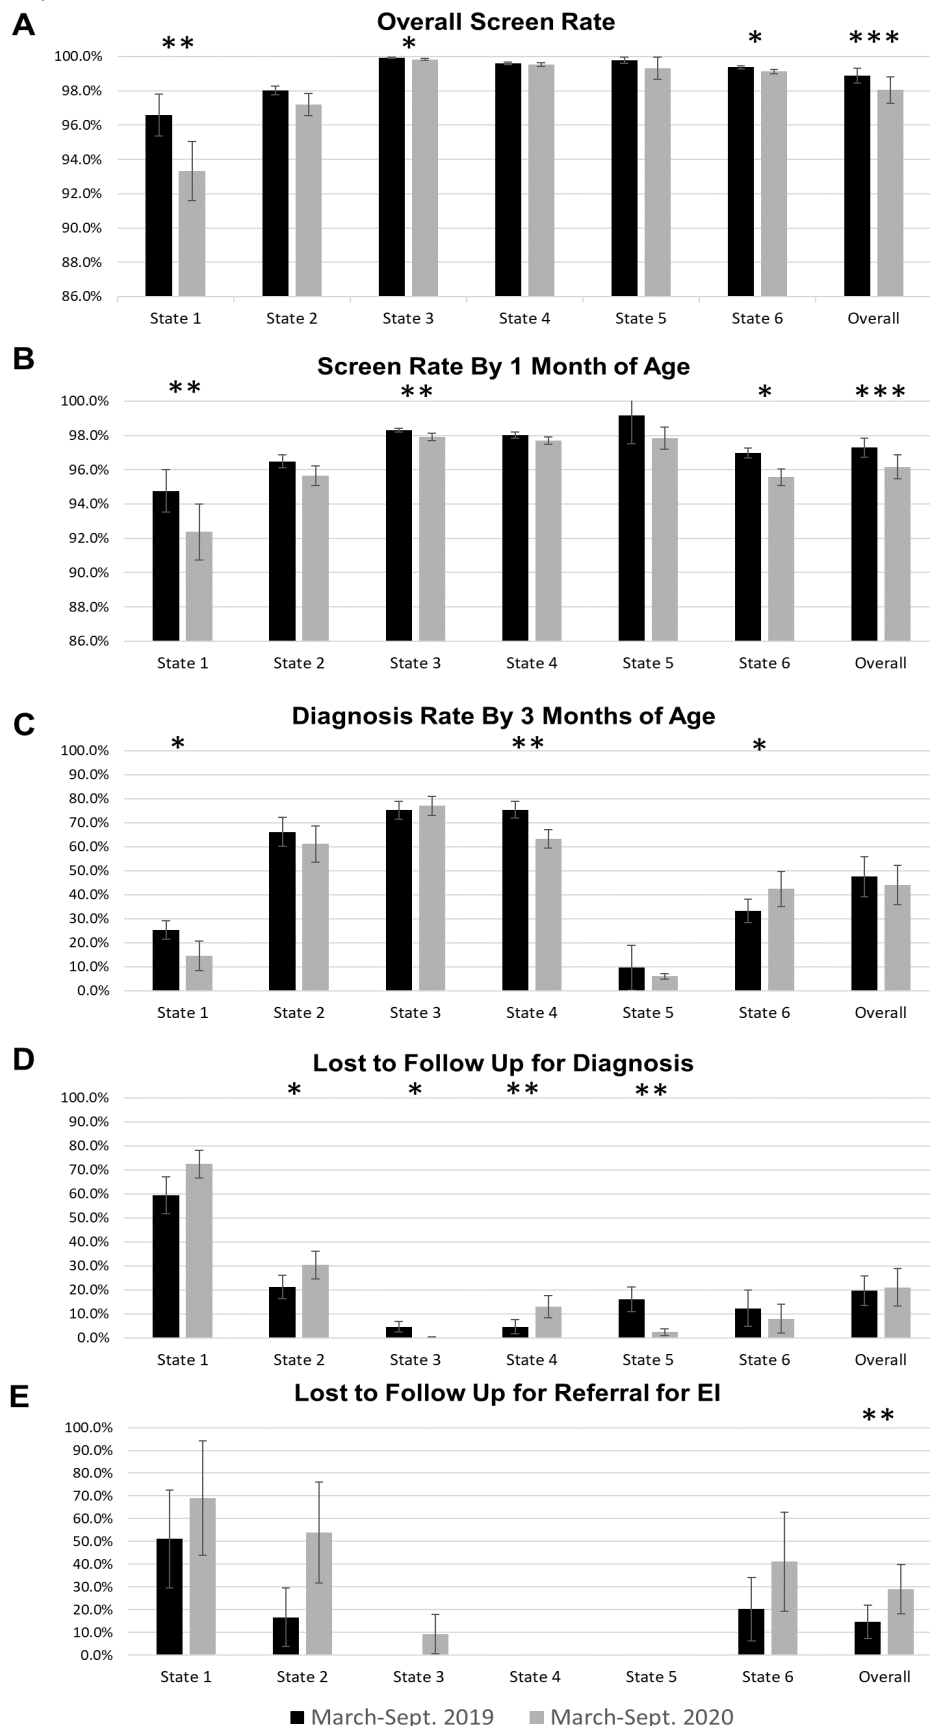 A
Overall Screen Rate
** * * ***
100.0%
98.0%
96.0%
94.0%
92.0%
90.0%
88.0%
86.0%
State 1 State 2 State 3 State 4 State 5 State 6 Overall
B
Screen Rate By 1 Month of Age
** ** * ***
100.0%
98.0%
96.0%
94.0%
92.0%
90.0%
88.0%
86.0%
State 1 State 2 State 3 State 4 State 5 State 6 Overall
C
Diagnosis Rate By 3 Months of Age
* ** *
100.0%
90.0%
80.0%
70.0%
60.0%
50.0%
40.0%
30.0%
20.0%
10.0%
0.0%
State 1 State 2 State 3 State 4 State 5 State 6 Overall
D
Lost to Follow Up for Diagnosis
* * ** **
100.0%
90.0%
80.0%
70.0%
60.0%
50.0%
40.0%
30.0%
20.0%
10.0%
0.0%
State 1 State 2 State 3 State 4 State 5 State 6 Overall
E
Lost to Follow Up for Referral for EI
**
100.0%
90.0%
80.0%
70.0%
60.0%
50.0%
40.0%
30.0%
20.0%
10.0%
0.0%
State 1 State 2 State 3 State 4 State 5 State 6 Overall
March-Sept. 2019 March-Sept. 2020